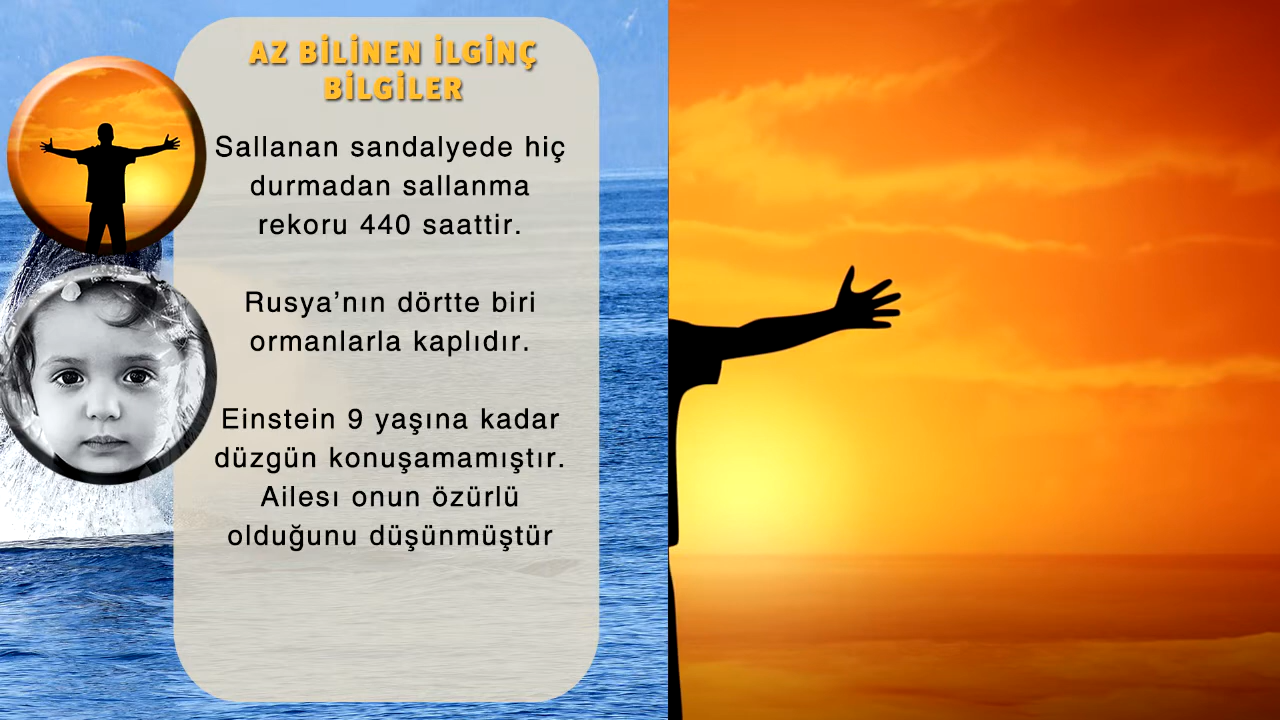 AZ BİLİNEN İLGİNÇ
BİLGİLER
Sallanan sandalyede hiç
durmadan sallanma
rekoru 440 saattir.
Rusya’nın dörtte biri
ormanlarla kaplıdır.
Einstein 9 yaşına kadar
düzgün konuşamamıştır.
Ailesı onun özürlü
olduğunu düşünmüştür